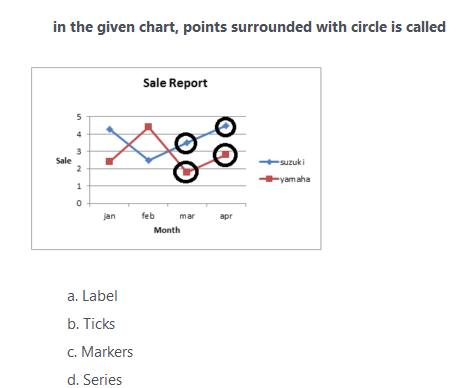 in the given chart, points surrounded with circle is called
Sale Report
5
4
3
Sale
2
1
0
suzuki
yamaha
jan feb mar apr
Month
a. Label
b. Ticks
c. Markers
d. Series